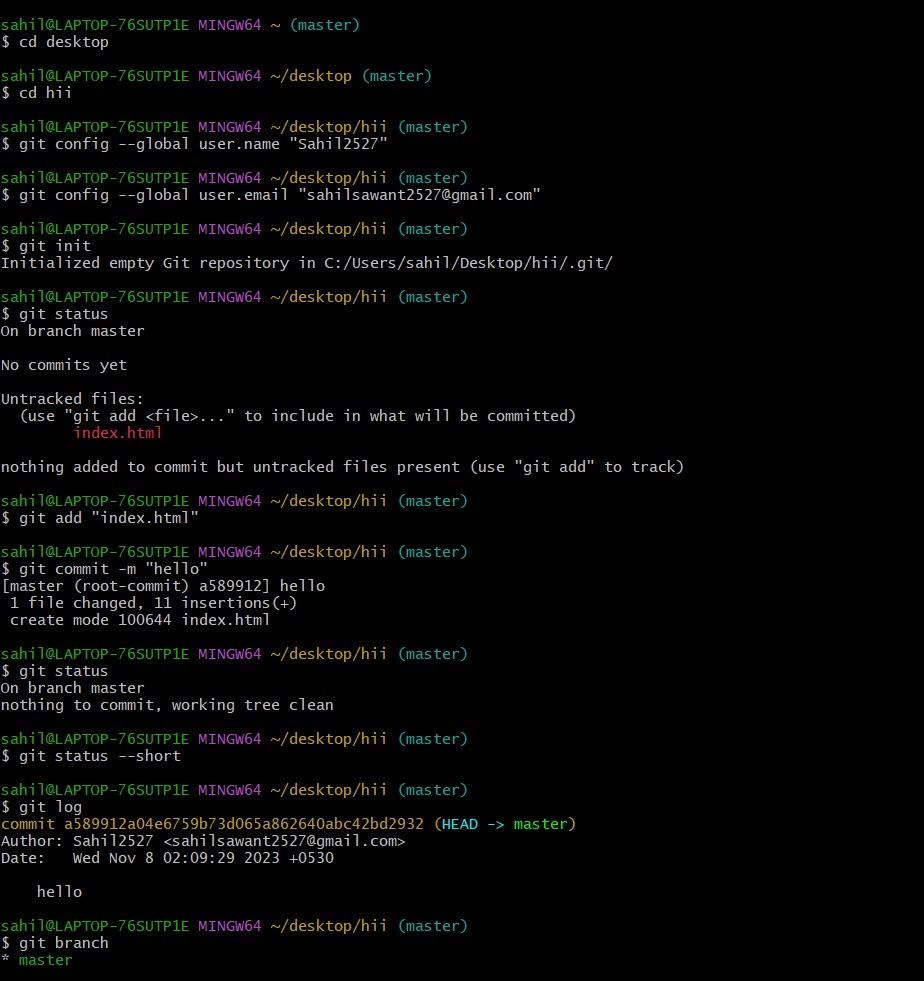 sahil@LAPTOP-76SUTP1E MINGW64 ~ (master)
$ cd desktop

sahil@LAPTOP-76SUTP1E MINGW64 ~/desktop (master)
$ cd hii

sahil@LAPTOP-76SUTP1E MINGW64 ~/desktop/hii (master)
$ git config --global user.name "Sahil2527"

sahil@LAPTOP-76SUTP1E MINGW64 ~/desktop/hii (master)
$ git config --global user.email "sahilsawant2527@gmail.com"

sahil@LAPTOP-76SUTP1E MINGW64 ~/desktop/hii (master)
$ git init
Initialized empty Git repository in C:/Users/sahil/Desktop/hii/.git/

sahil@LAPTOP-76SUTP1E MINGW64 ~/desktop/hii (master)
$ git status
On branch master

No commits yet

Untracked files:
  (use "git add <file>..." to include in what will be committed)
        index.html

nothing added to commit but untracked files present (use "git add" to track)

sahil@LAPTOP-76SUTP1E MINGW64 ~/desktop/hii (master)
$ git add "index.html"

sahil@LAPTOP-76SUTP1E MINGW64 ~/desktop/hii (master)
$ git commit -m "hello"
[master (root-commit) a589912] hello
 1 file changed, 11 insertions(+)
 create mode 100644 index.html

sahil@LAPTOP-76SUTP1E MINGW64 ~/desktop/hii (master)
$ git status
On branch master
nothing to commit, working tree clean

sahil@LAPTOP-76SUTP1E MINGW64 ~/desktop/hii (master)
$ git status --short

sahil@LAPTOP-76SUTP1E MINGW64 ~/desktop/hii (master)
$ git log
commit a589912a04e6759b73d065a862640abc42bd2932 (HEAD -> master)
Author: Sahil2527 <sahilsawant2527@gmail.com>
Date:   Wed Nov 8 02:09:29 2023 +0530

    hello

sahil@LAPTOP-76SUTP1E MINGW64 ~/desktop/hii (master)
$ git branch
* master